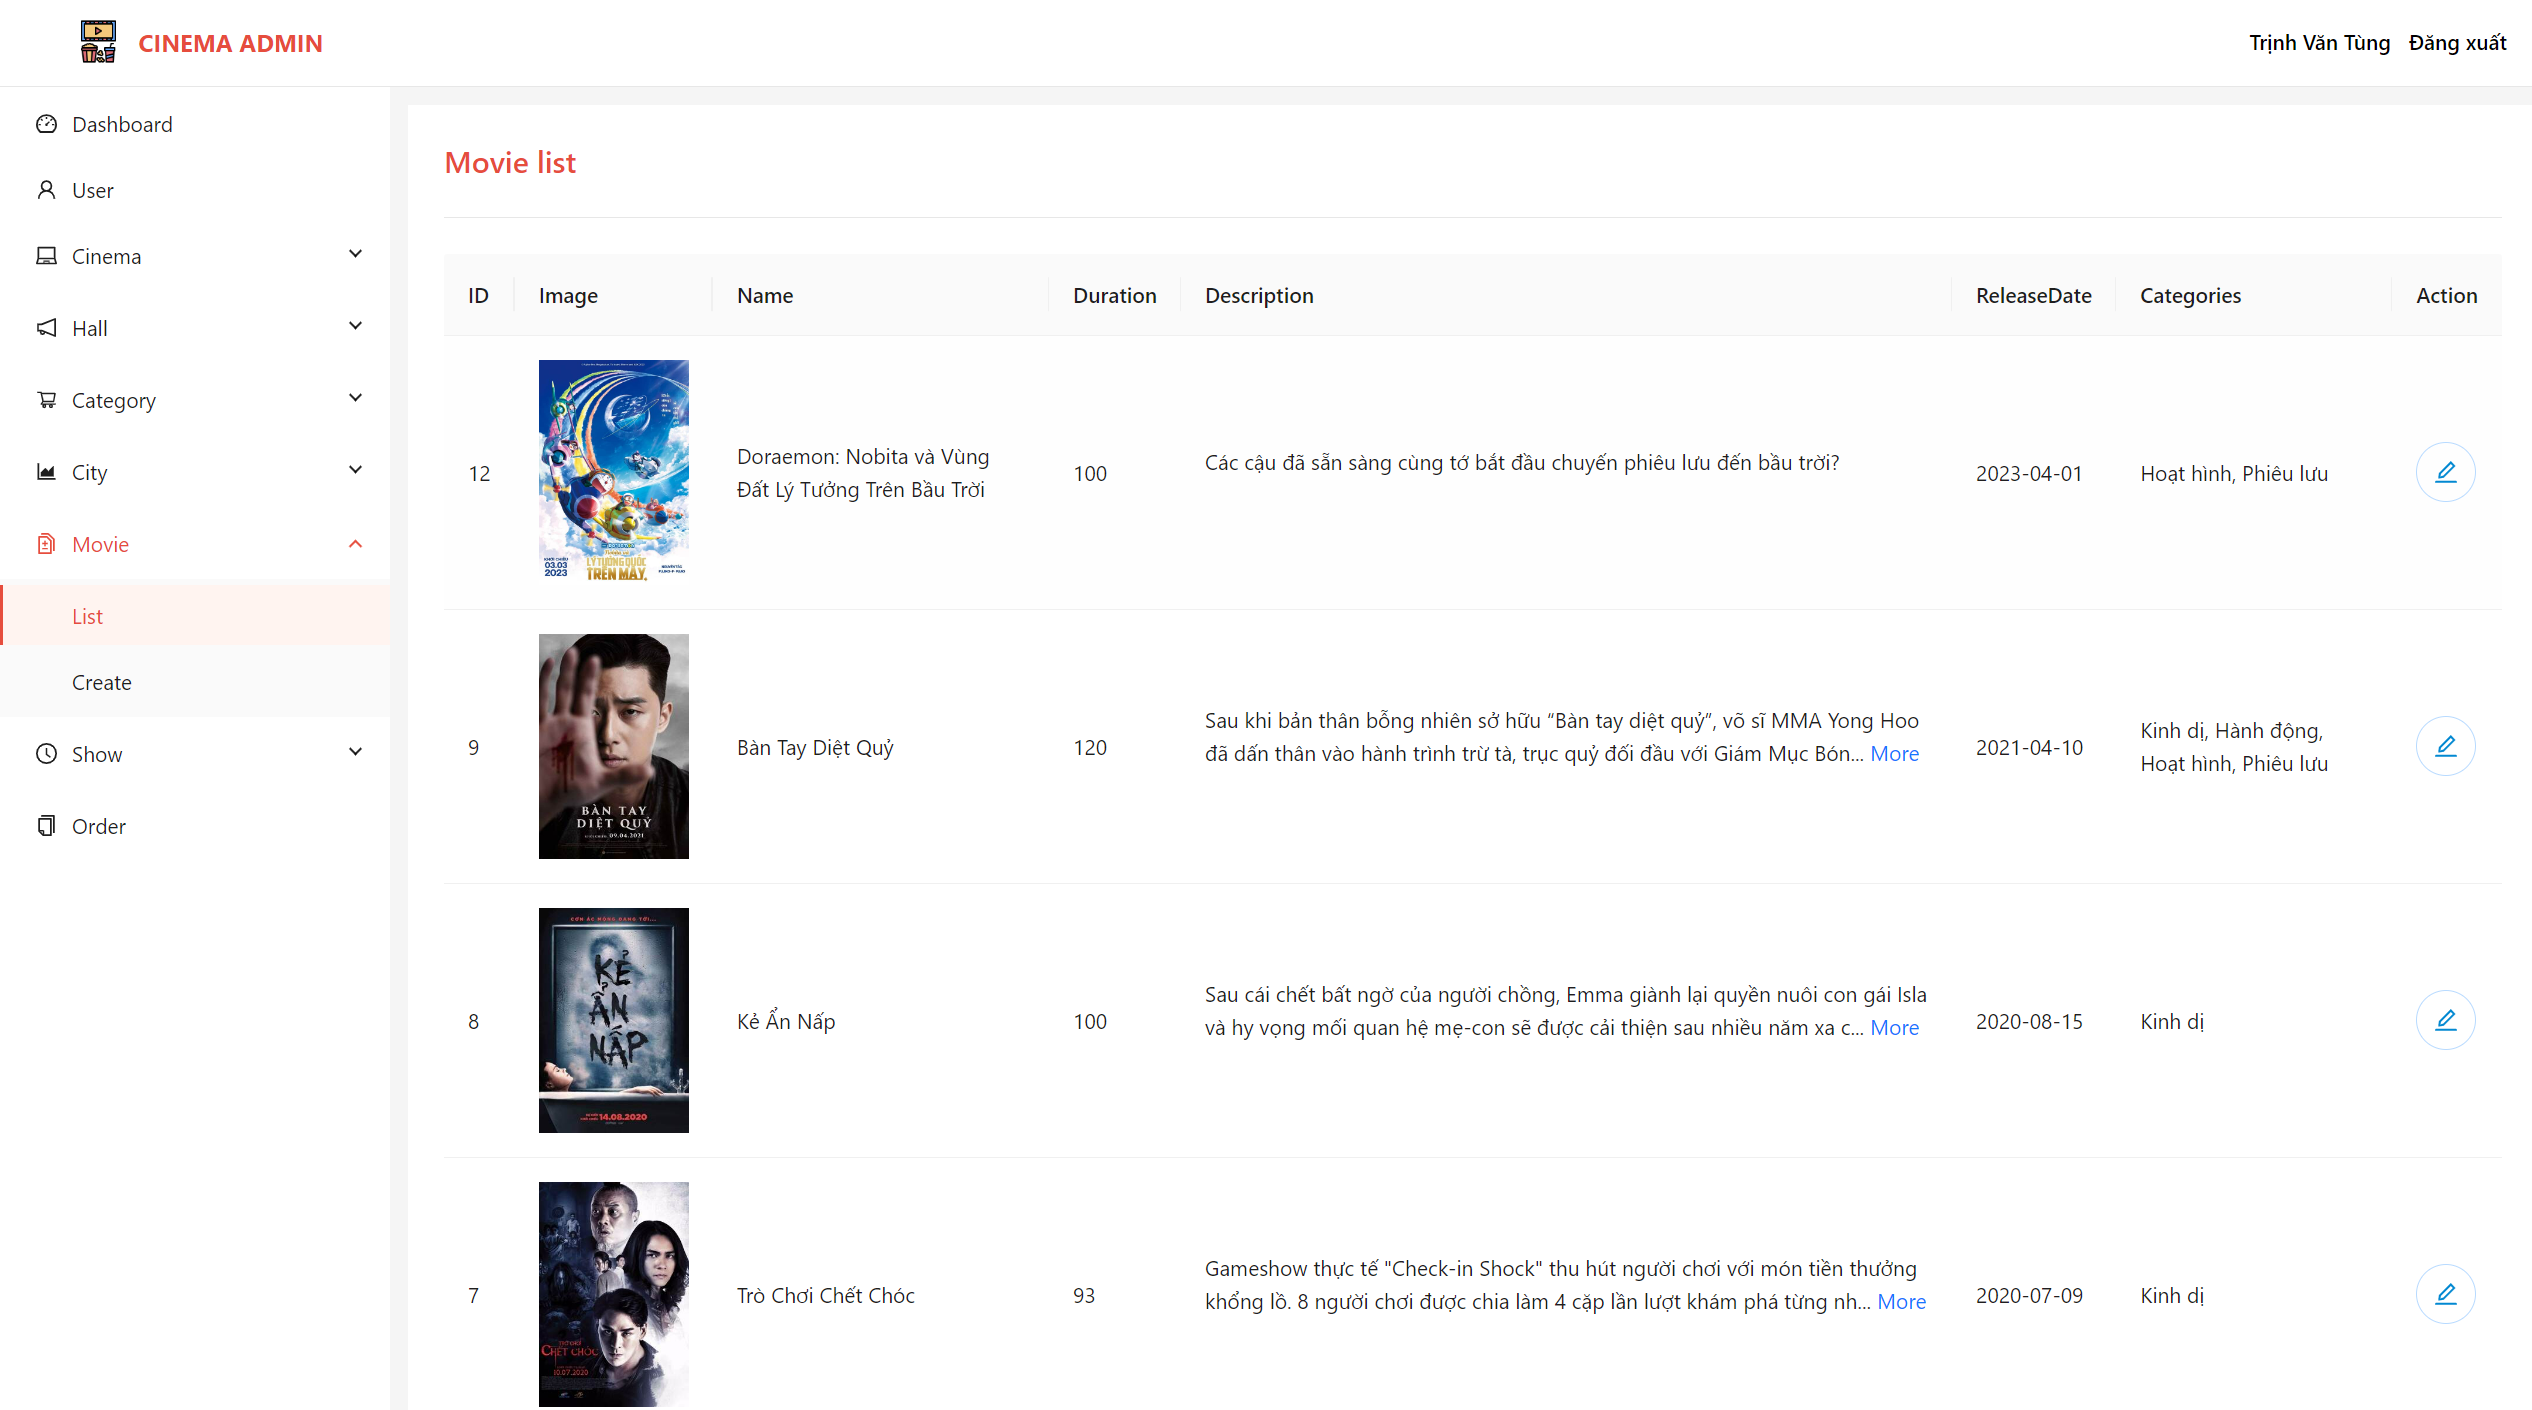 CINEMA ADMIN
Trịnh Văn Tùng Đăng xuất
Dashboard
User
Cinema
Hall
Category
City
Movie
List
Create
Show
Order
Movie list
ID Image Name Duration Description ReleaseDate Categories Action
12
KHỞI CHIẾU
03.03
2023
LÝ TƯỞNG QUỐC
TRÊN MÂY
Doraemon: Nobita và Vùng
Đất Lý Tưởng Trên Bầu Trời
100
Các cậu đã sẵn sàng cùng tớ bắt đầu chuyến phiêu lưu đến bầu trời?
2023-04-01
Hoạt hình, Phiêu lưu
9
BÀN TAY
DIỆT QUỶ
09.04.2021
Bàn Tay Diệt Quỷ
120
Sau khi bản thân bỗng nhiên sở hữu “Bàn tay diệt quỷ”, võ sĩ MMA Yong Hoo
đã dấn thân vào hành trình trừ tà, trục quỷ đối đầu với Giám Mục Bón... More
2021-04-10
Kinh dị, Hành động,
Hoạt hình, Phiêu lưu
8
CƠN ÁC MỘNG ĐANG TỚI...
KẺ
ẨN
NẤP
14.08.2020
Kẻ Ẩn Nấp
100
Sau cái chết bất ngờ của người chồng, Emma giành lại quyền nuôi con gái Isla
và hy vọng mối quan hệ mẹ-con sẽ được cải thiện sau nhiều năm xa c... More
2020-08-15
Kinh dị
7
TRÒ CHƠI
CHẾT CHÓC
10.07.2020
Trò Chơi Chết Chóc
93
Gameshow thực tế "Check-in Shock" thu hút người chơi với món tiền thưởng
khổng lồ. 8 người chơi được chia làm 4 cặp lần lượt khám phá từng nh... More
2020-07-09
Kinh dị